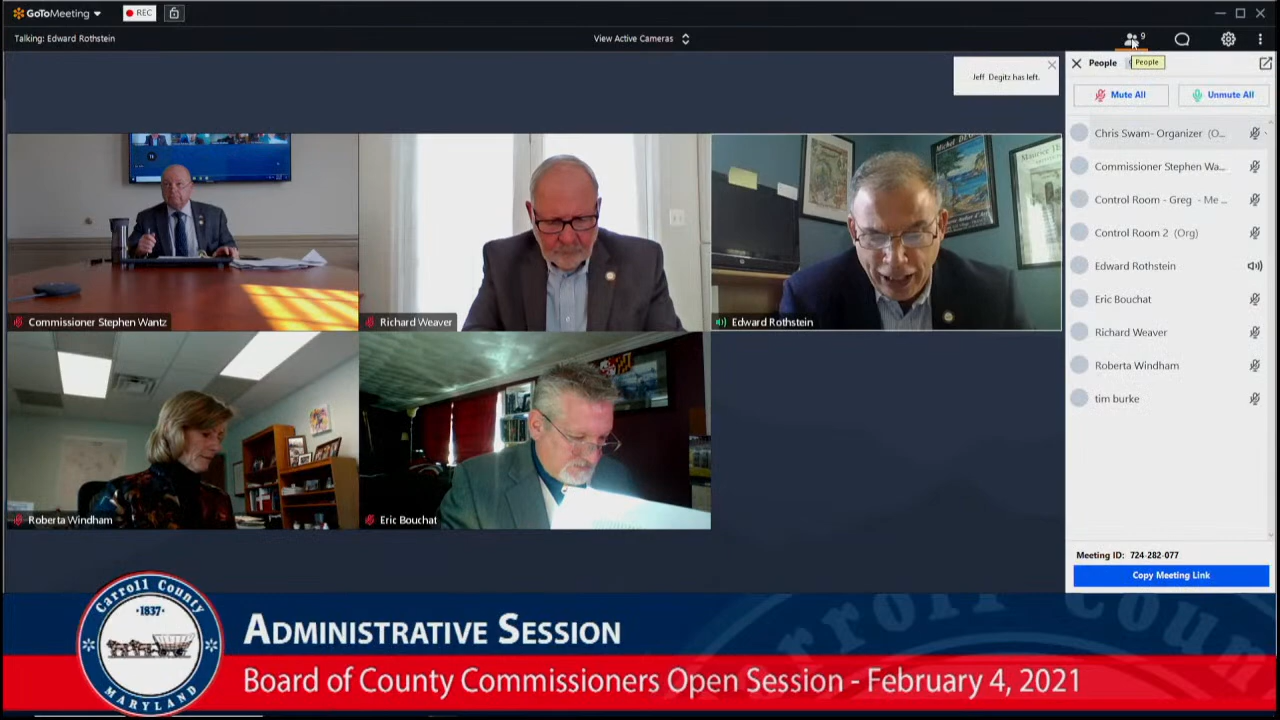 GoToMeeting
REC
Talking: Edward Rothstein
View Active Cameras
9
People
People
Jeff Degitz has left.
Mute All
Unmute All
Chris Swam- Organizer (O...
Commissioner Stephen Wa...
Control Room - Greg - Me ...
Control Room 2 (Org)
Edward Rothstein
Eric Bouchat
Richard Weaver
Roberta Windham
tim burke
Commissioner Stephen Wantz
Richard Weaver
Edward Rothstein
Roberta Windham
Eric Bouchat
Meeting ID: 724-282-077
Copy Meeting Link
Carroll County
1837
MARYLAND
ADMINISTRATIVE SESSION
Board of County Commissioners Open Session - February 4, 2021